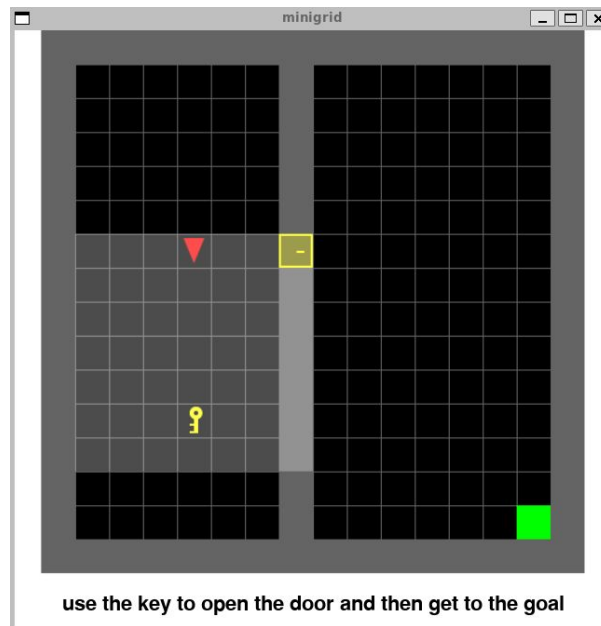 minigrid
use the key to open the door and then get to the goal